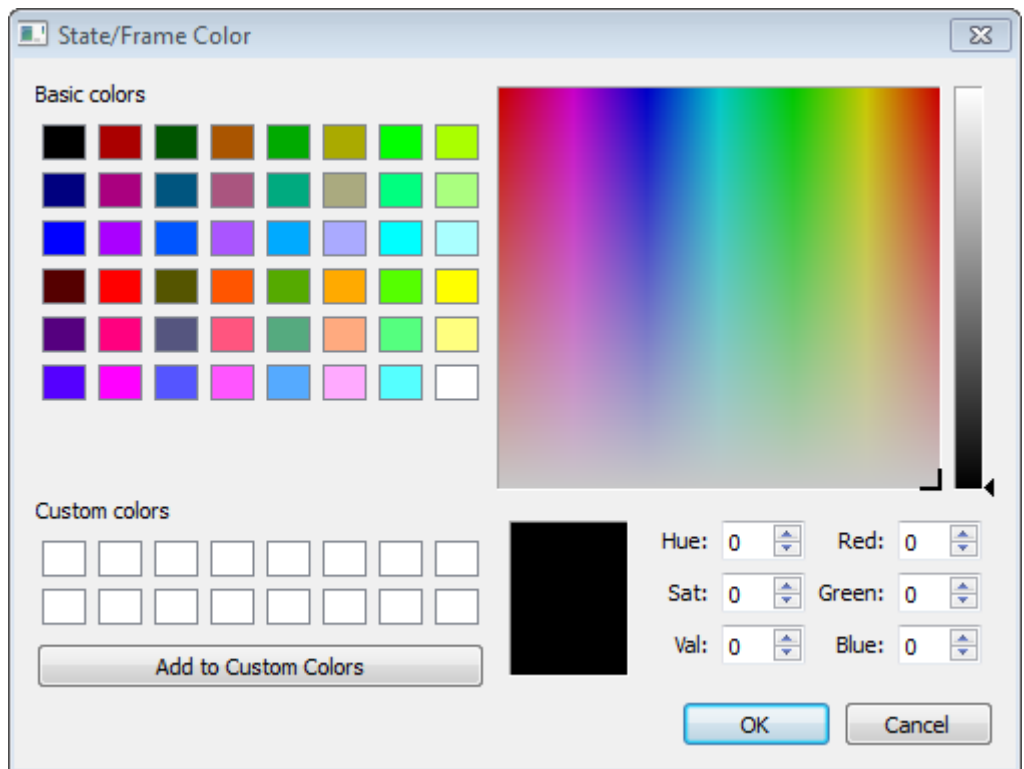 State/Frame Color
Basic colors
Custom colors
Add to Custom Colors
Hue: 0 Red: 0
Sat: 0 Green: 0
Val: 0 Blue: 0
OK Cancel